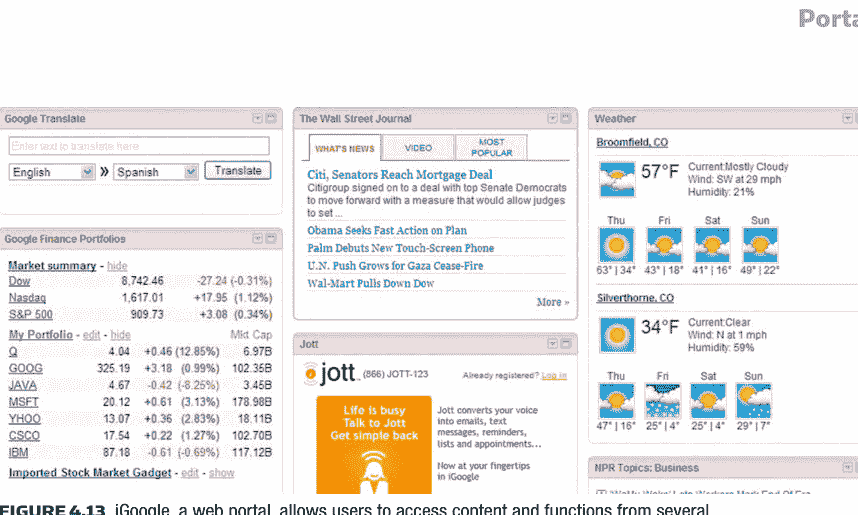 Porta
Google Translate
Enter text to translate here
English » Spanish Translate
Google Finance Portfolios
Market summary - hide
Dow 8,742.46 -27.24 (-0.31%)
Nasdaq 1,617.01 +17.95 (1.12%)
S&P 500 909.73 +3.08 (0.34%)
My Portfolio - edit - hide Mkt Cap
Q 4.04 +0.46 (12.85%) 6.97B
GOOG 325.19 +3.18 (0.99%) 102.35B
JAVA 4.67 -0.42 (-8.25%) 3.45B
MSFT 20.12 +0.61 (3.13%) 178.98B
YHOO 13.07 +0.36 (2.83%) 18.11B
CSCO 17.54 +0.22 (1.27%) 102.70B
IBM 87.18 -0.61 (-0.69%) 117.12B
Imported Stock Market Gadget - edit - show
The Wall Street Journal
WHAT'S NEWS VIDEO MOST POPULAR
Citi, Senators Reach Mortgage Deal
Citigroup signed on to a deal with top Senate Democrats
to move forward with a measure that would allow judges
to set ...
Obama Seeks Fast Action on Plan
Palm Debuts New Touch-Screen Phone
U.N. Push Grows for Gaza Cease-Fire
Wal-Mart Pulls Down Dow
More »
Jott
jott (866) JOTT-123 Already registered? Log in
Life is busy
Talk to Jott
Get simple back
Jott converts your voice
into emails, text
messages, reminders,
lists and appointments...
Now at your fingertips
in iGoogle
Weather
Broomfield, CO
57°F
Current:Mostly Cloudy
Wind: SW at 29 mph
Humidity: 21%
Thu Fri Sat Sun
63°|34° 43°|18° 41°|16° 49°|22°
Silverthorne, CO
34°F
Current:Clear
Wind: N at 1 mph
Humidity: 59%
Thu Fri Sat Sun
47°|16° 25°|4° 25°|4° 29°|7°
NPR Topics: Business
FIGURE 4.13 iGoogle, a web portal, allows users to access content and functions from several